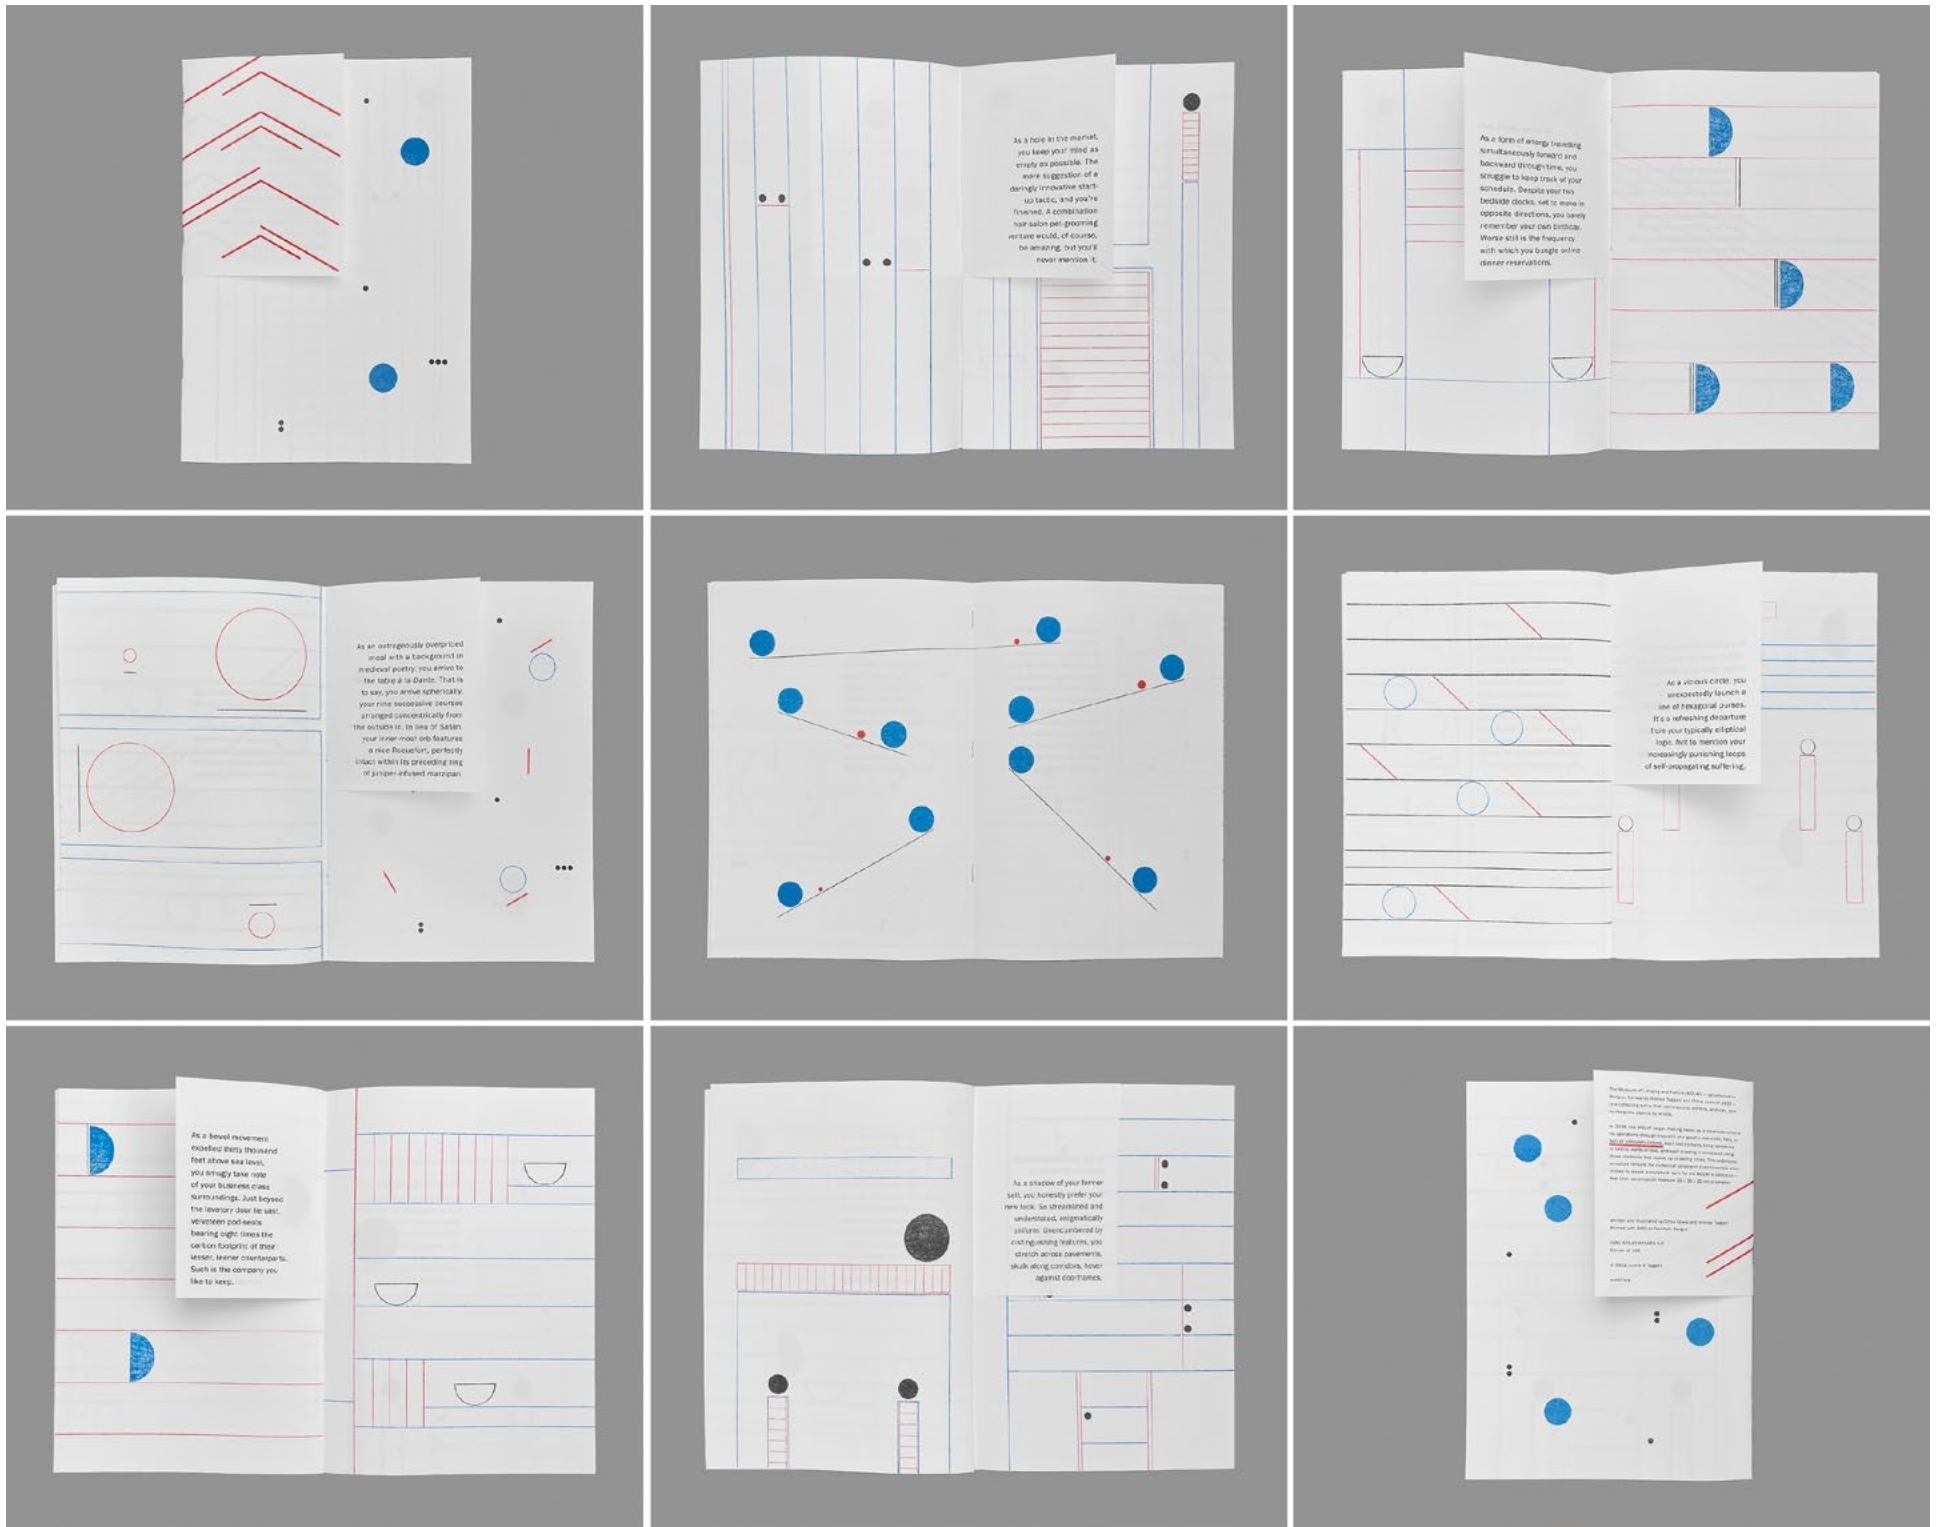 As a hole in the market,
you keep your mind as
empty as possible. The
mere suggestion of a
daringly innovative start-
up tactic, and you're
finished. A combination
hair-salon pet-grooming
venture would, of course,
be amazing, but you'll
never mention it.
As a form of energy travelling
simultaneously forward and
backward through time, you
struggle to keep track of your
schedule. Despite your two
bedside clocks, set to move in
opposite directions, you barely
remember your own birthday.
Worse still is the frequency
with which you bungle online
dinner reservations.
As an outrageously overpriced
meal with a background in
medieval poetry, you arrive to
the table à la Dante. That is
to say, you arrive spherically,
your nine successive courses
arranged concentrically from
the outside in. In lieu of Satan,
your inner-most orb features
a nice Roquefort, perfectly
intact within its preceding ring
of juniper-infused marzipan.
As a vicious circle, you
unexpectedly launch a
line of hexagonal purses.
It's a refreshing departure
from your typically elliptical
logic. Not to mention your
increasingly punishing loops
of self-propagating suffering.
As a bowel movement
expelled thirty thousand
feet above sea level,
you smugly take note
of your business class
surroundings. Just beyond
the lavatory door lie vast,
velveteen pod-seats
bearing eight times the
carbon footprint of their
lesser, leaner counterparts.
Such is the company you
like to keep.
As a shadow of your former
self, you honestly prefer your
new look. So streamlined and
understated, enigmatically
uniform. Unencumbered by
distinguishing features, you
stretch across pavements,
skulk along corridors, hover
against doorframes.